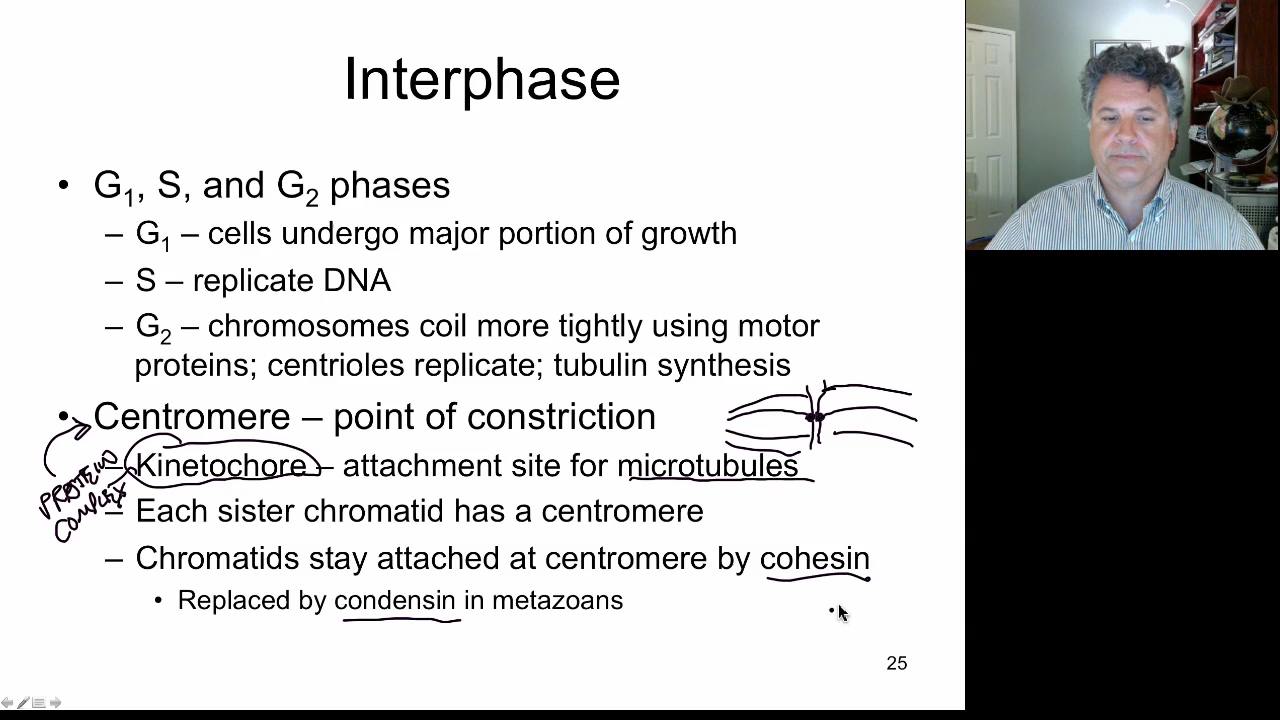 Interphase
• G1, S, and G2 phases
– G1 – cells undergo major portion of growth
– S – replicate DNA
– G2 – chromosomes coil more tightly using motor
proteins; centrioles replicate; tubulin synthesis
• Centromere – point of constriction
– Kinetochore – attachment site for microtubules
PROTEIN
COMPLEX
– Each sister chromatid has a centromere
– Chromatids stay attached at centromere by cohesin
• Replaced by condensin in metazoans
25